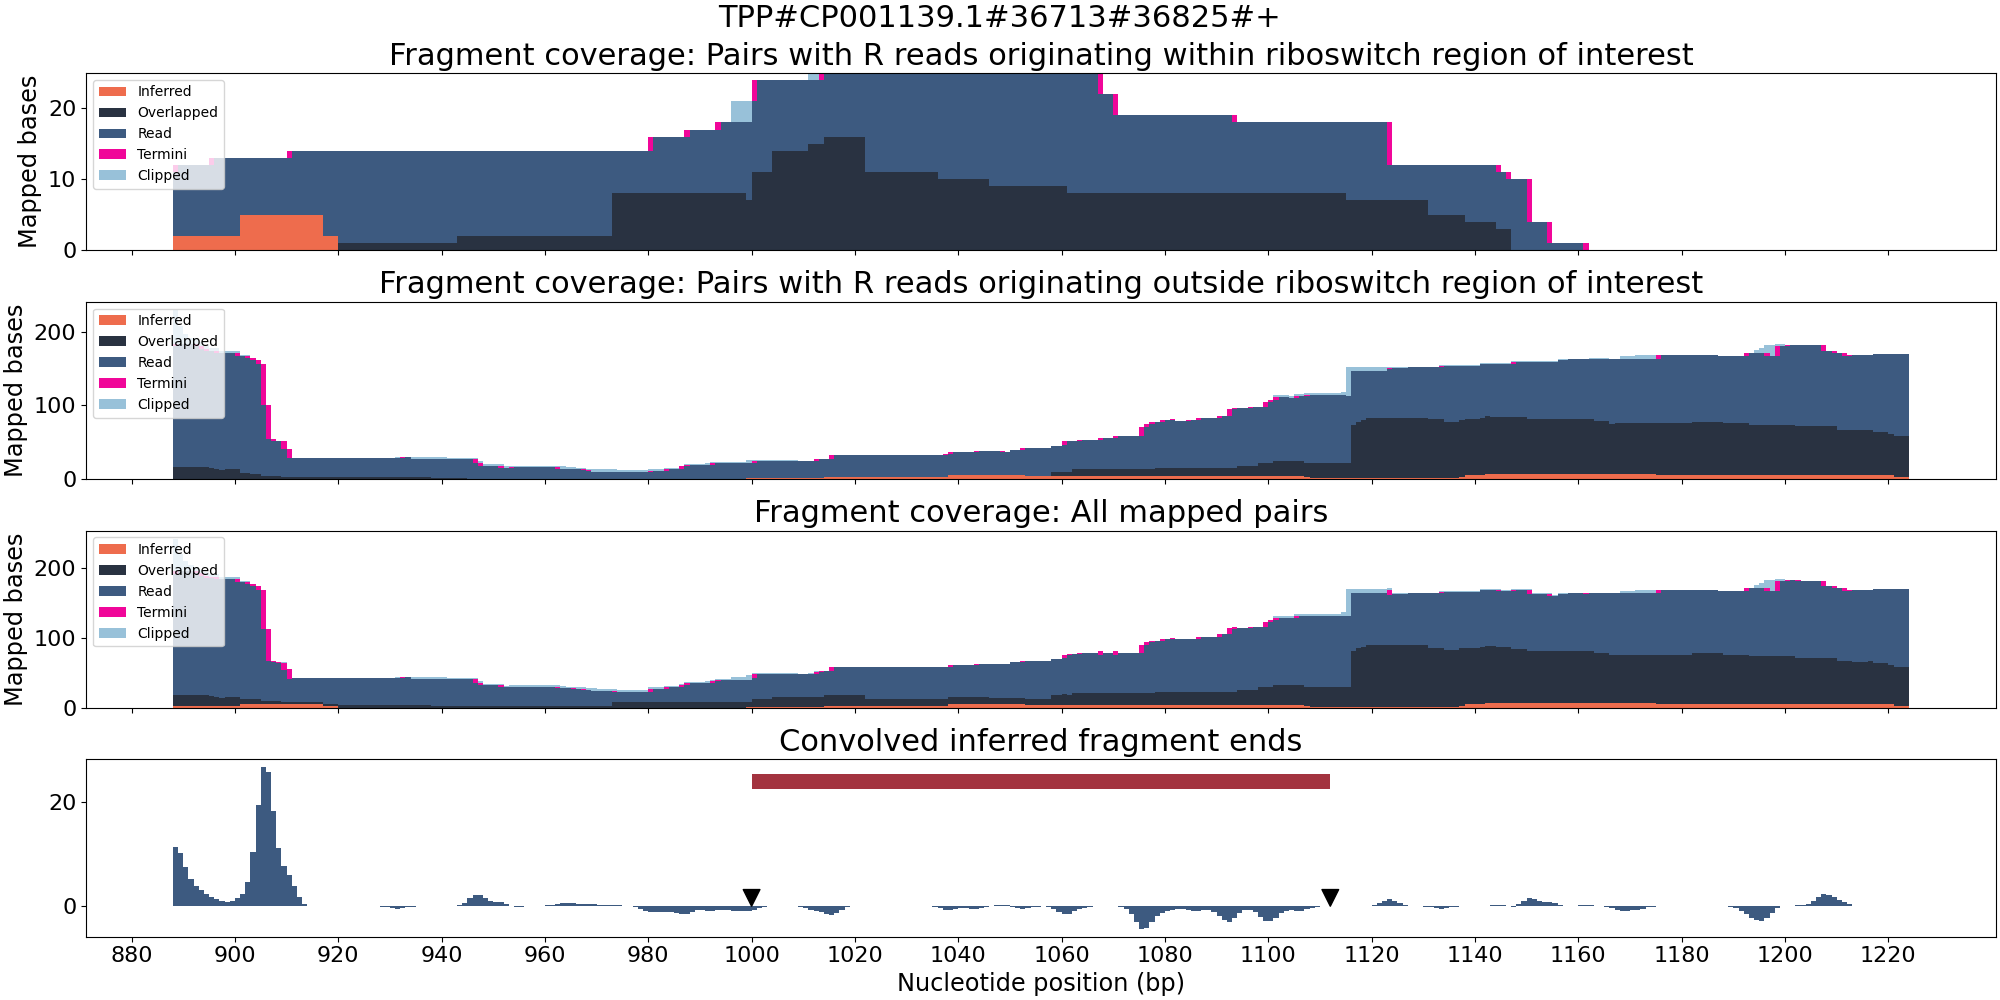 TPP#CP001139.1#36713#36825#+
Fragment coverage: Pairs with R reads originating within riboswitch region of interest
Mapped bases
20
10
0
Inferred
Overlapped
Read
Termini
Clipped
Fragment coverage: Pairs with R reads originating outside riboswitch region of interest
Mapped bases
200
100
0
Inferred
Overlapped
Read
Termini
Clipped
Fragment coverage: All mapped pairs
Mapped bases
200
100
0
Inferred
Overlapped
Read
Termini
Clipped
Convolved inferred fragment ends
20
0
880 900 920 940 960 980 1000 1020 1040 1060 1080 1100 1120 1140 1160 1180 1200 1220
Nucleotide position (bp)